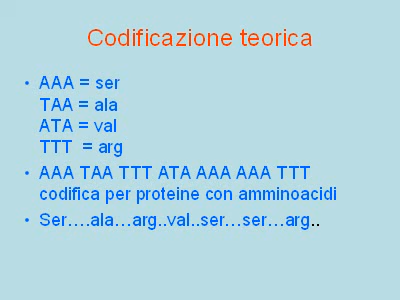 Codificazione teorica
• AAA = ser
TAA = ala
ATA = val
TTT = arg
• AAA TAA TTT ATA AAA AAA TTT
codifica per proteine con amminoacidi
• Ser....ala...arg..val..ser...ser...arg..